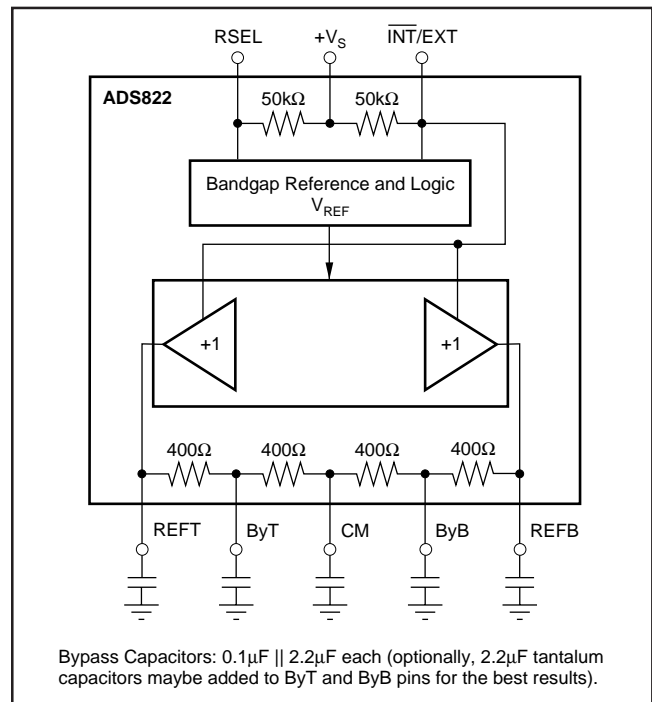 RSEL +VS INT/EXT
ADS822
50kΩ 50kΩ
Bandgap Reference and Logic
VREF
+1 +1
400Ω 400Ω 400Ω 400Ω
REFT ByT CM ByB REFB
Bypass Capacitors: 0.1µF || 2.2µF each (optionally, 2.2µF tantalum
capacitors maybe added to ByT and ByB pins for the best results).